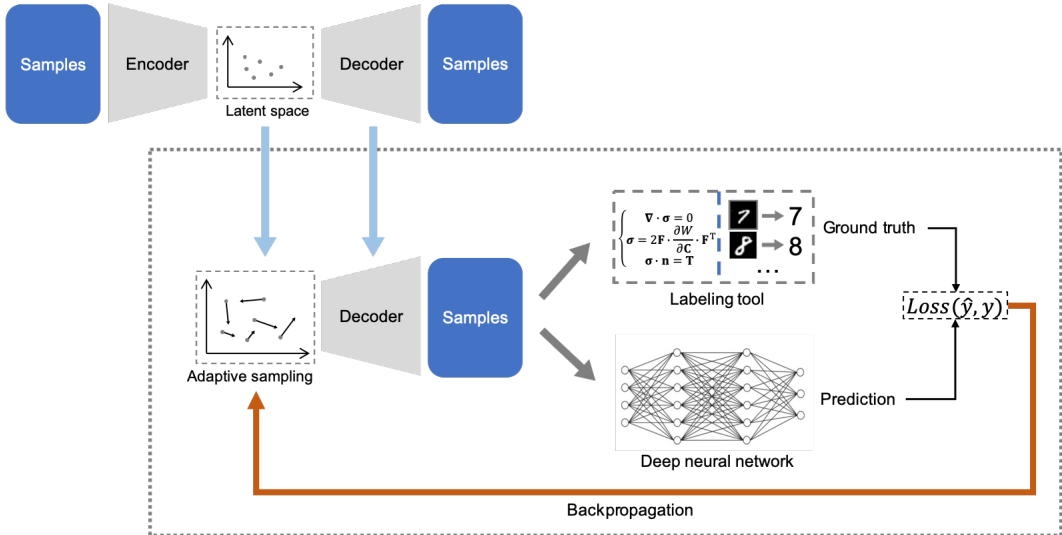 Samples
Encoder
Decoder
Samples
Latent space
∇ · σ = 0
σ = 2F · ∂W/∂C · Fᵀ
σ · n = T
7
8
...
Ground truth
Labeling tool
Loss(ŷ, y)
Decoder
Samples
Adaptive sampling
Prediction
Deep neural network
Backpropagation